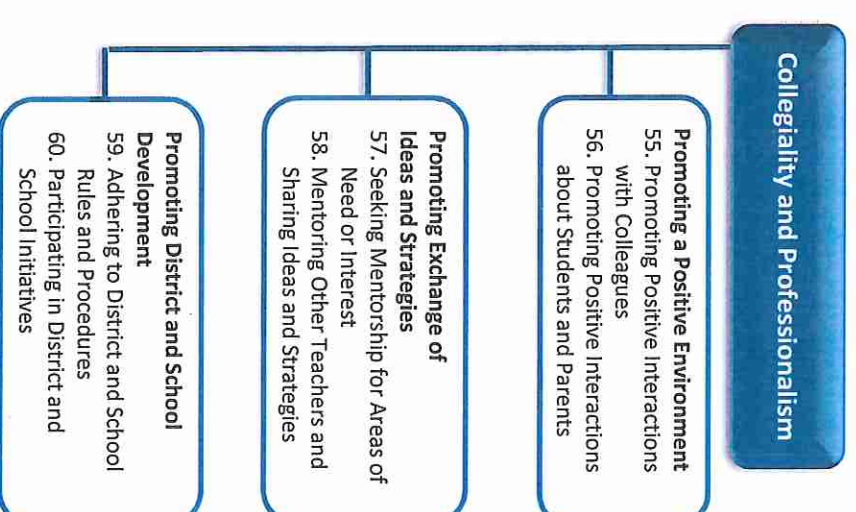 Collegiality and Professionalism
Promoting a Positive Environment
55. Promoting Positive Interactions
with Colleagues
56. Promoting Positive Interactions
about Students and Parents
Promoting Exchange of
Ideas and Strategies
57. Seeking Mentorship for Areas of
Need or Interest
58. Mentoring Other Teachers and
Sharing Ideas and Strategies
Promoting District and School
Development
59. Adhering to District and School
Rules and Procedures
60. Participating in District and
School Initiatives